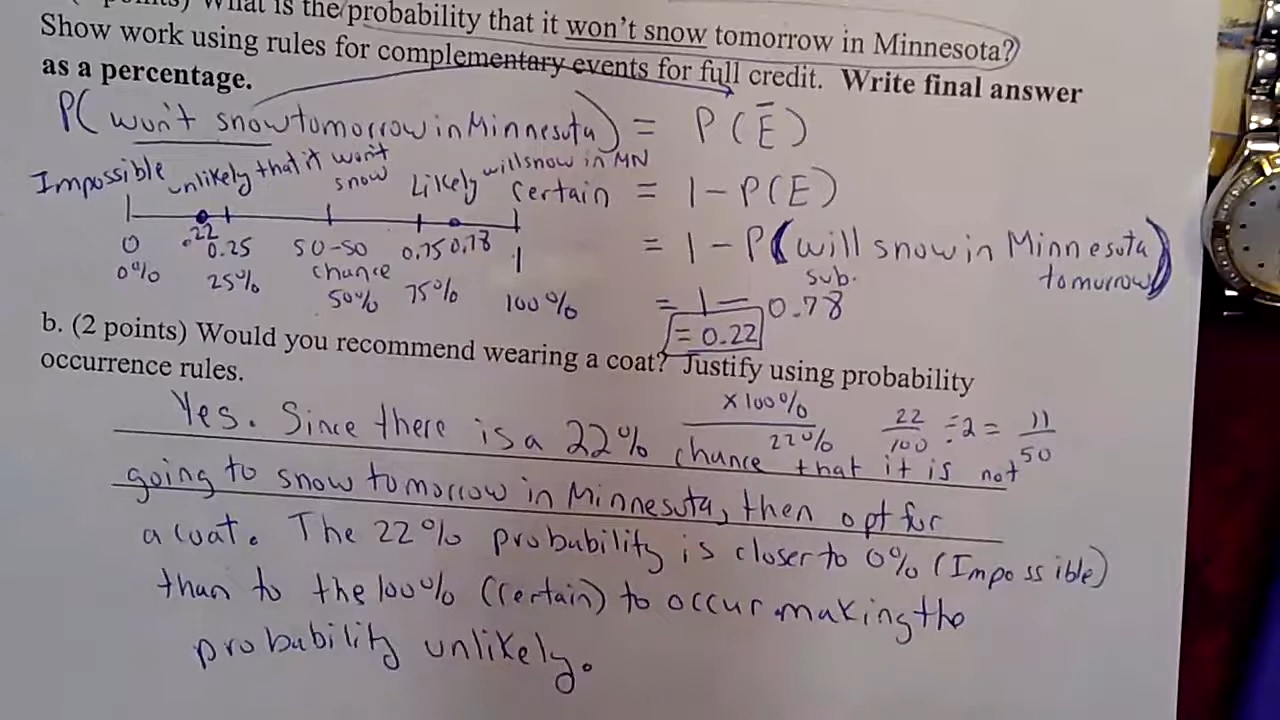 points) What is the probability that it won't snow tomorrow in Minnesota?
Show work using rules for complementary events for full credit. Write final answer
as a percentage.
P(won't snow tomorrow in Minnesota) = P(Ē)
Impossible unlikely that it won't snow Likely will snow in MN Certain = 1 - P(E)
0 .22 0.25 50-50 chance 0.75 0.78 1 = 1 - P(will snow in Minnesota tomorrow)
0% 25% 50% 75% 100% sub.
= 1 - 0.78
= 0.22
b. (2 points) Would you recommend wearing a coat? Justify using probability
occurrence rules.
x100%
22%
22/100 ÷ 2 = 11/50
Yes. Since there is a 22% chance that it is not
going to snow tomorrow in Minnesota, then opt for
a coat. The 22% probability is closer to 0% (Impossible)
than to the 100% (certain) to occur making the
probability unlikely.